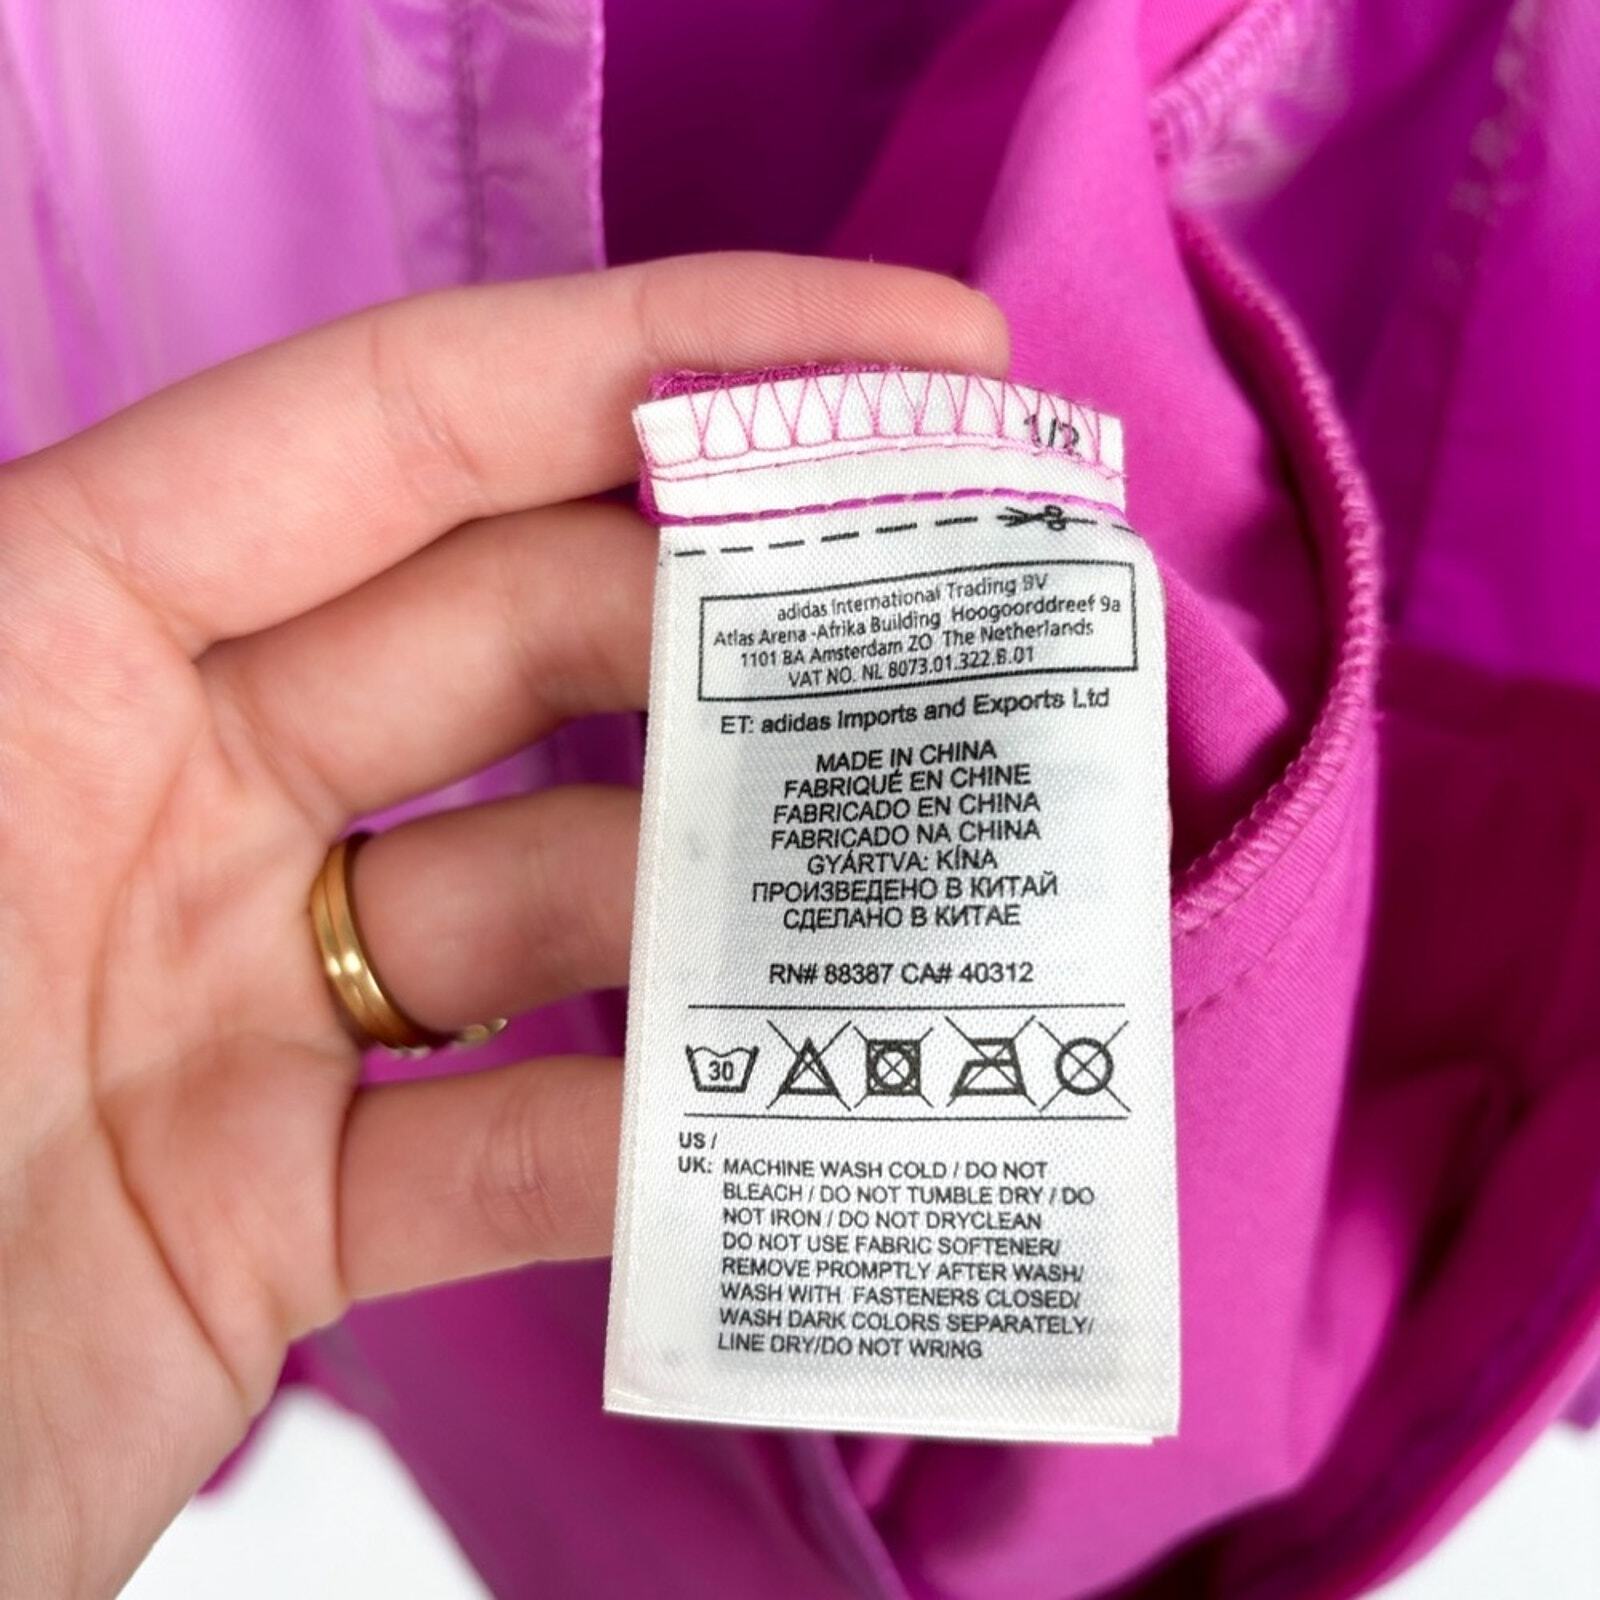 1/2
adidas International Trading BV
Atlas Arena -Afrika Building Hoogoorddreef 9a
1101 BA Amsterdam ZO The Netherlands
VAT NO. NL 8073.01.322.B.01
ET: adidas Imports and Exports Ltd
MADE IN CHINA
FABRIQUÉ EN CHINE
FABRICADO EN CHINA
FABRICADO NA CHINA
GYÁRTVA: KÍNA
ПРОИЗВЕДЕНО В КИТАЙ
СДЕЛАНО В КИТАЕ
RN# 88387 CA# 40312
30
US /
UK: MACHINE WASH COLD / DO NOT
BLEACH / DO NOT TUMBLE DRY / DO
NOT IRON / DO NOT DRYCLEAN
DO NOT USE FABRIC SOFTENER/
REMOVE PROMPTLY AFTER WASH/
WASH WITH FASTENERS CLOSED/
WASH DARK COLORS SEPARATELY/
LINE DRY/DO NOT WRING